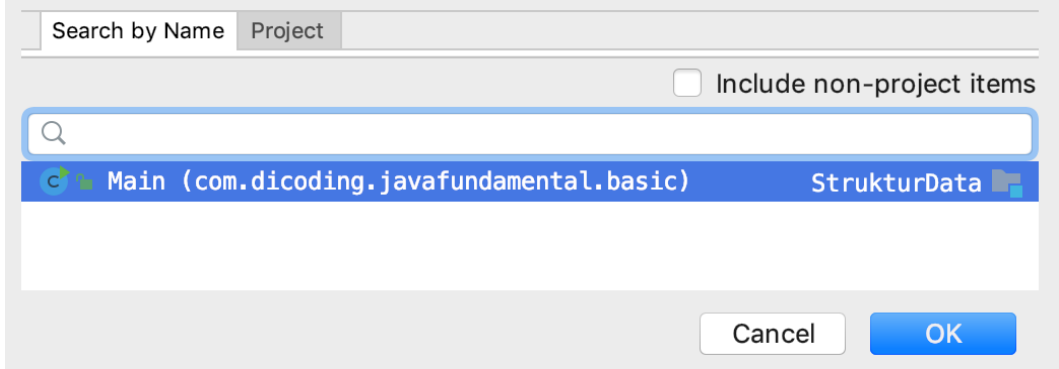 Search by Name Project
Include non-project items
C Main (com.dicoding.javafundamental.basic) StrukturData
Cancel OK